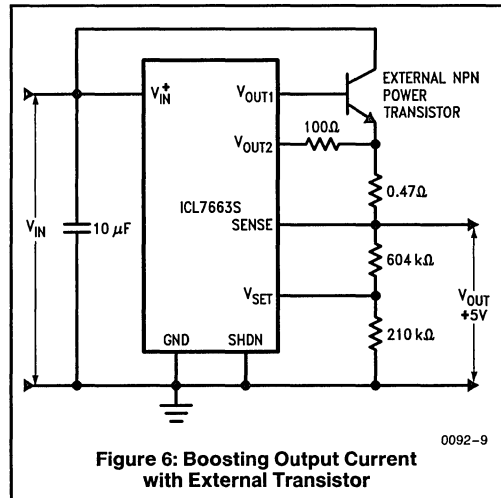 EXTERNAL NPN
POWER
TRANSISTOR
V+IN
VOUT1
100Ω
VOUT2
0.47Ω
ICL7663S
SENSE
VIN
10 μF
604 kΩ
VSET
VOUT
+5V
210 kΩ
GND
SHDN
0092–9
Figure 6: Boosting Output Current
with External Transistor